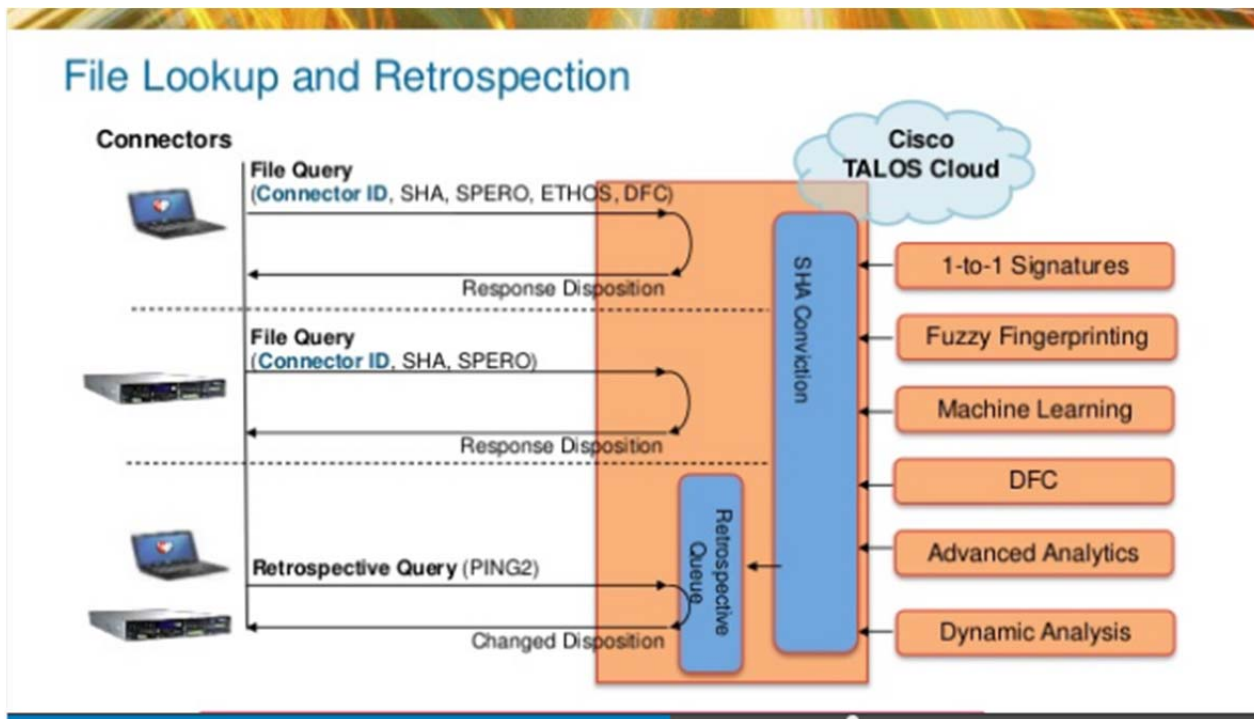 File Lookup and Retrospection
Connectors
Cisco
TALOS Cloud
File Query
(Connector ID, SHA, SPERO, ETHOS, DFC)
Response Disposition
File Query
(Connector ID, SHA, SPERO)
Response Disposition
Retrospective Query (PING2)
Changed Disposition
Retrospective
Queue
SHA Conviction
1-to-1 Signatures
Fuzzy Fingerprinting
Machine Learning
DFC
Advanced Analytics
Dynamic Analysis